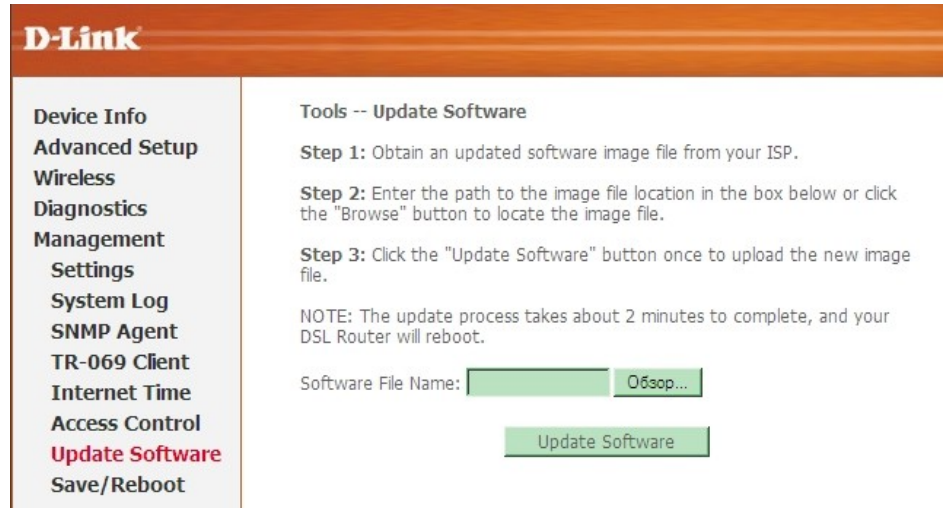 D-Link
Device Info
Advanced Setup
Wireless
Diagnostics
Management
Settings
System Log
SNMP Agent
TR-069 Client
Internet Time
Access Control
Update Software
Save/Reboot
Tools -- Update Software
Step 1: Obtain an updated software image file from your ISP.
Step 2: Enter the path to the image file location in the box below or click
the "Browse" button to locate the image file.
Step 3: Click the "Update Software" button once to upload the new image
file.
NOTE: The update process takes about 2 minutes to complete, and your
DSL Router will reboot.
Software File Name: Обзор...
Update Software